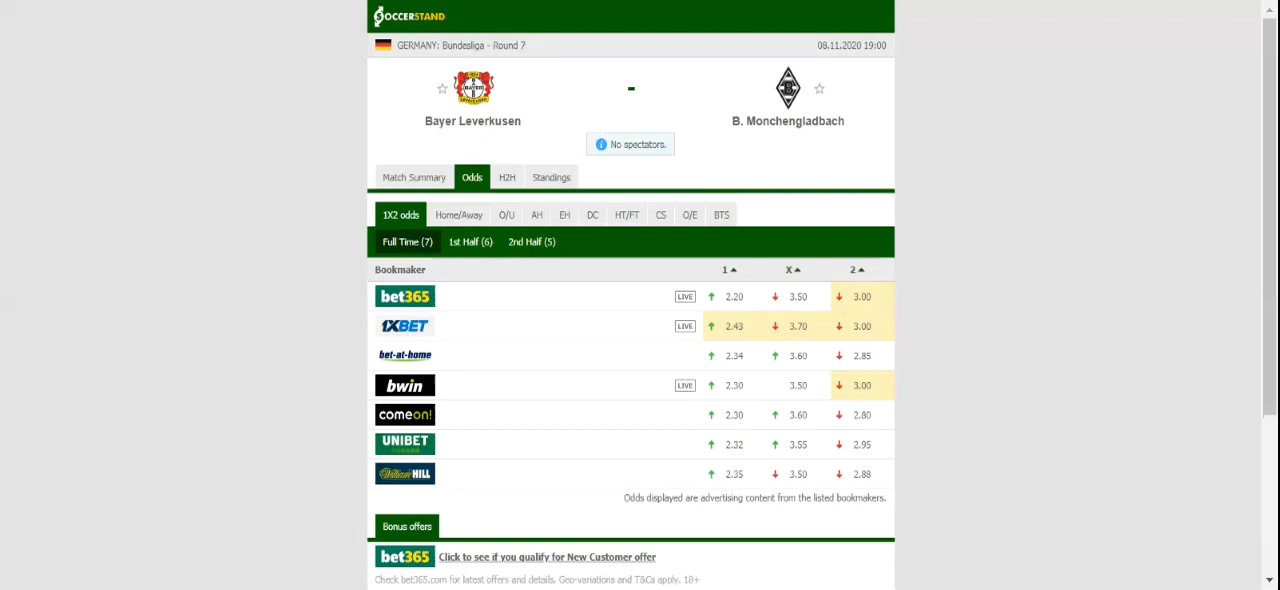 SOCCERSTAND
GERMANY: Bundesliga - Round 7 08.11.2020 19:00
Bayer Leverkusen - B. Monchengladbach
No spectators.
Match Summary Odds H2H Standings
1X2 odds Home/Away O/U AH EH DC HT/FT CS O/E BTS
Full Time (7) 1st Half (6) 2nd Half (5)
Bookmaker 1 X 2
bet365 LIVE 2.20 3.50 3.00
1XBET LIVE 2.43 3.70 3.00
bet-at-home 2.34 3.60 2.85
bwin LIVE 2.30 3.50 3.00
comeon! 2.30 3.60 2.80
UNIBET 2.32 3.55 2.95
William HILL 2.35 3.50 2.88
Odds displayed are advertising content from the listed bookmakers.
Bonus offers
bet365 Click to see if you qualify for New Customer offer
Check bet365.com for latest offers and details. Geo-variations and T&Cs apply. 18+